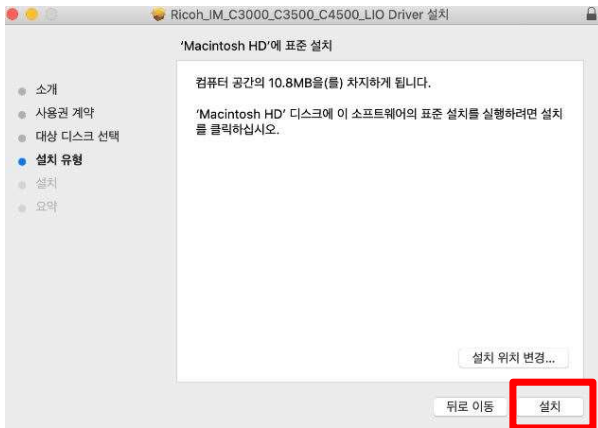 Ricoh_IM_C3000_C3500_C4500_LIO Driver 설치
'Macintosh HD'에 표준 설치
소개
사용권 계약
대상 디스크 선택
설치 유형
설치
요약
컴퓨터 공간의 10.8MB을(를) 차지하게 됩니다.
'Macintosh HD' 디스크에 이 소프트웨어의 표준 설치를 실행하려면 설치
를 클릭하십시오.
설치 위치 변경...
뒤로 이동
설치